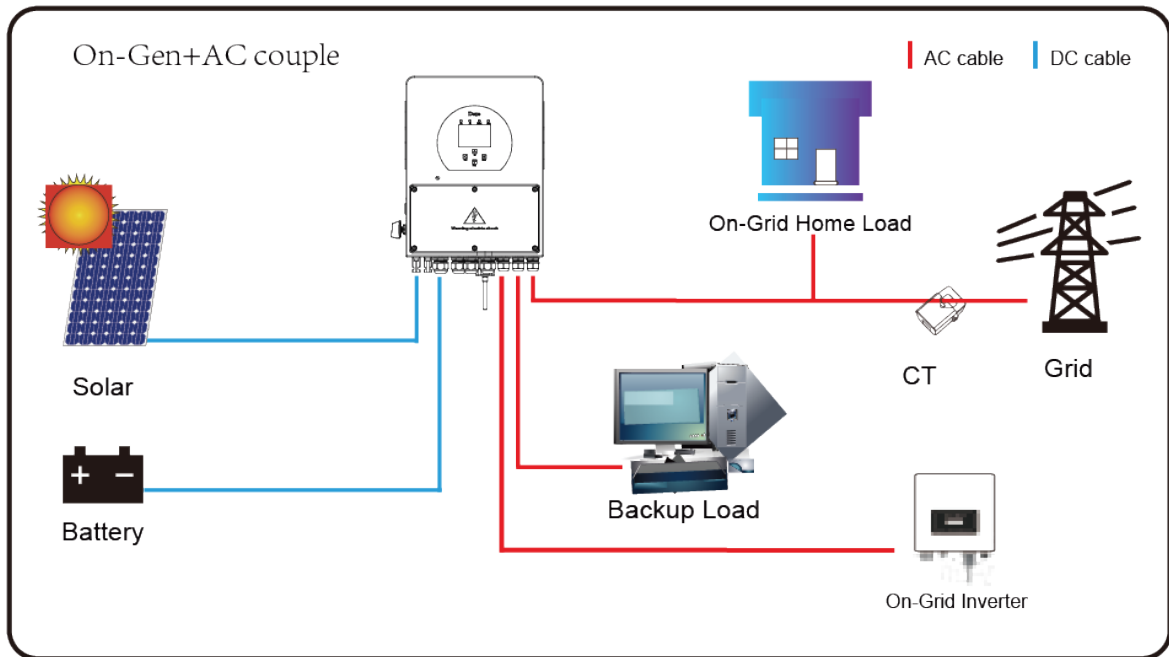 On-Gen+AC couple
AC cable
DC cable
On-Grid Home Load
Solar
CT
Grid
+ −
Battery
Backup Load
On-Grid Inverter